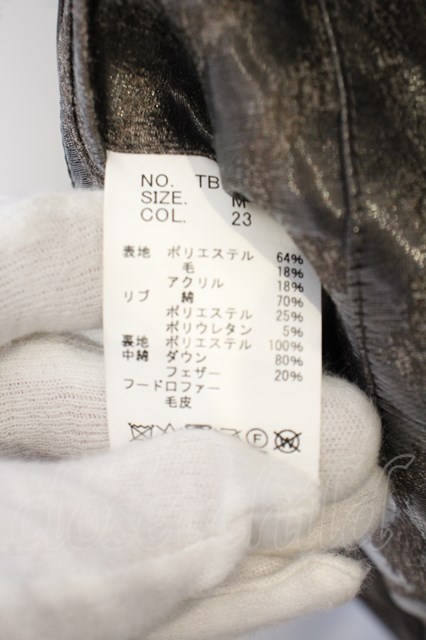 NO. TB
SIZE. M
COL. 23
表地 ポリエステル 64%
毛 18%
アクリル 18%
リブ 綿 70%
ポリエステル 25%
ポリウレタン 5%
裏地 ポリエステル 100%
中綿 ダウン 80%
フェザー 20%
フードロファー
毛皮